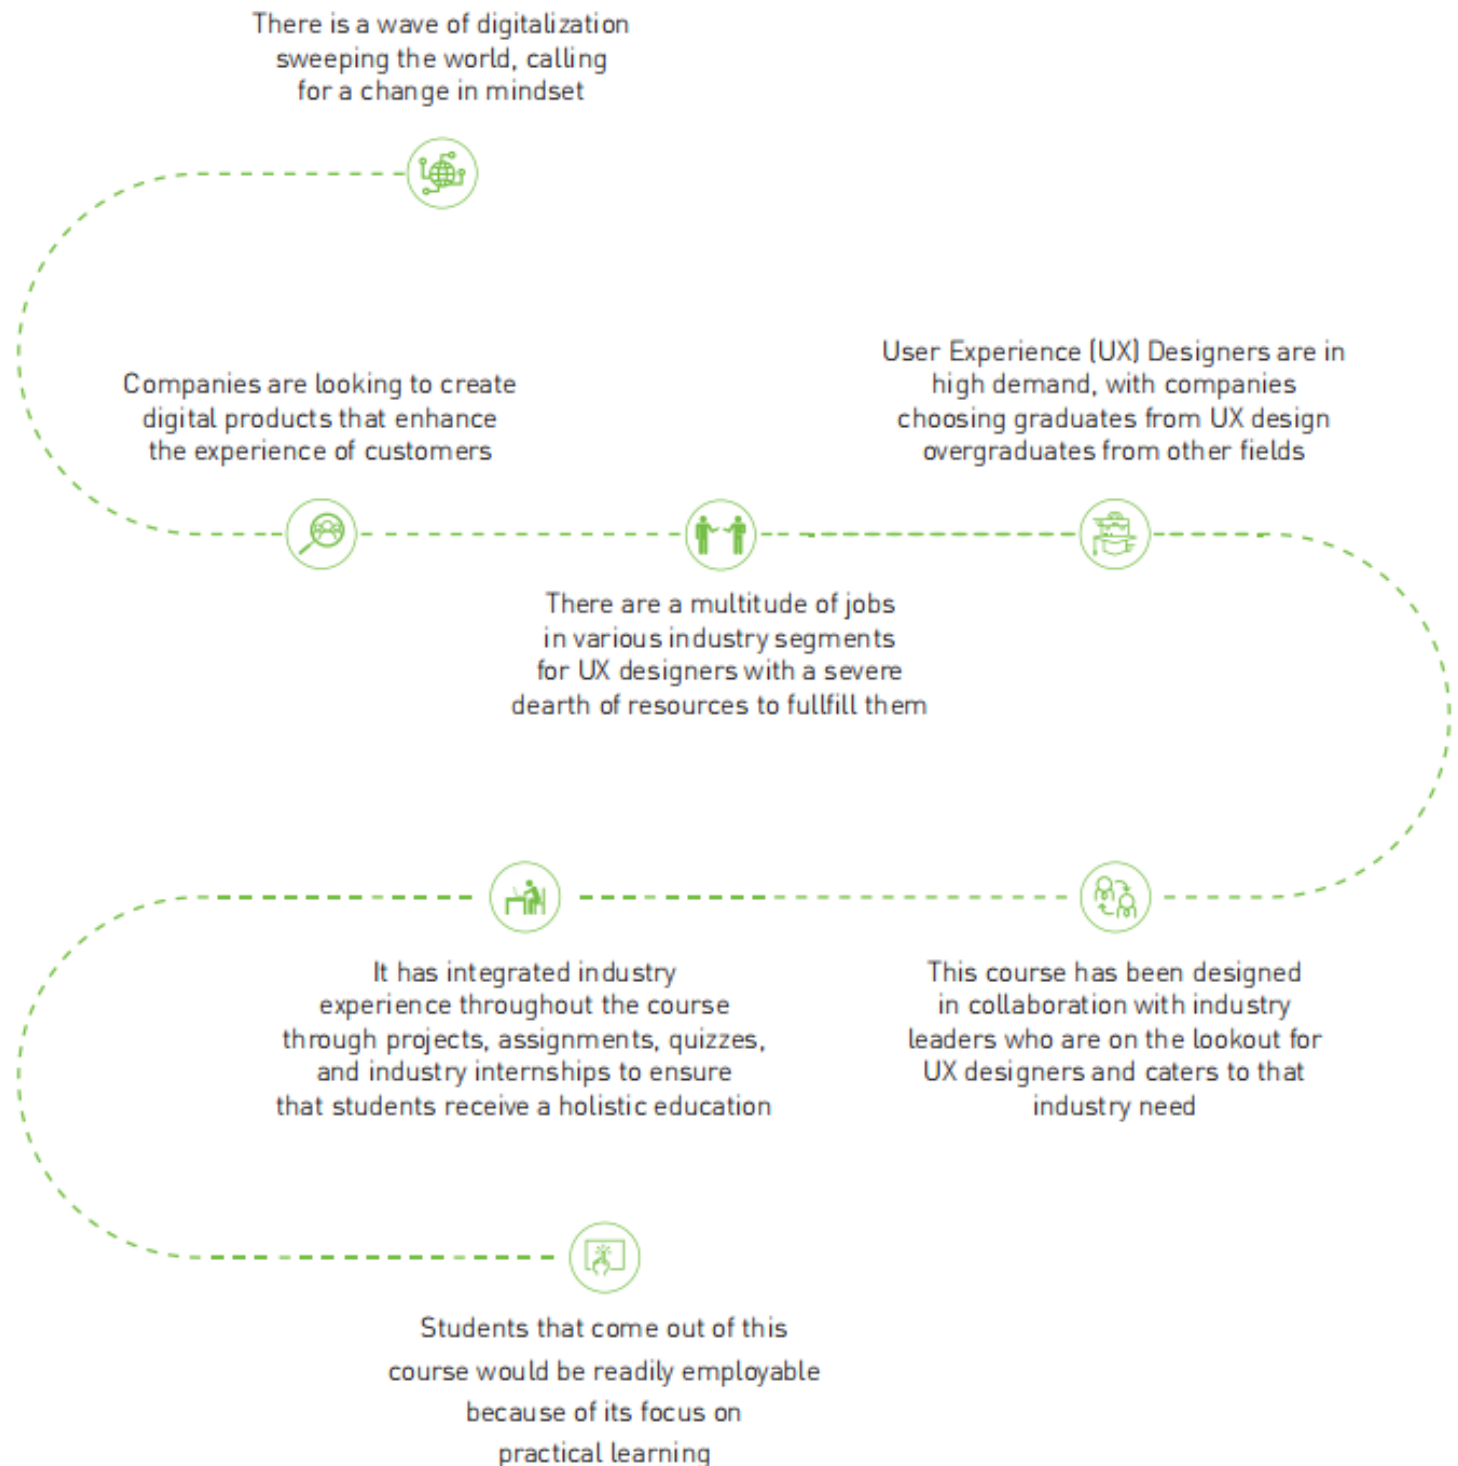 There is a wave of digitalization
sweeping the world, calling
for a change in mindset
Companies are looking to create
digital products that enhance
the experience of customers
There are a multitude of jobs
in various industry segments
for UX designers with a severe
dearth of resources to fullfill them
User Experience (UX) Designers are in
high demand, with companies
choosing graduates from UX design
overgraduates from other fields
This course has been designed
in collaboration with industry
leaders who are on the lookout for
UX designers and caters to that
industry need
It has integrated industry
experience throughout the course
through projects, assignments, quizzes,
and industry internships to ensure
that students receive a holistic education
Students that come out of this
course would be readily employable
because of its focus on
practical learning